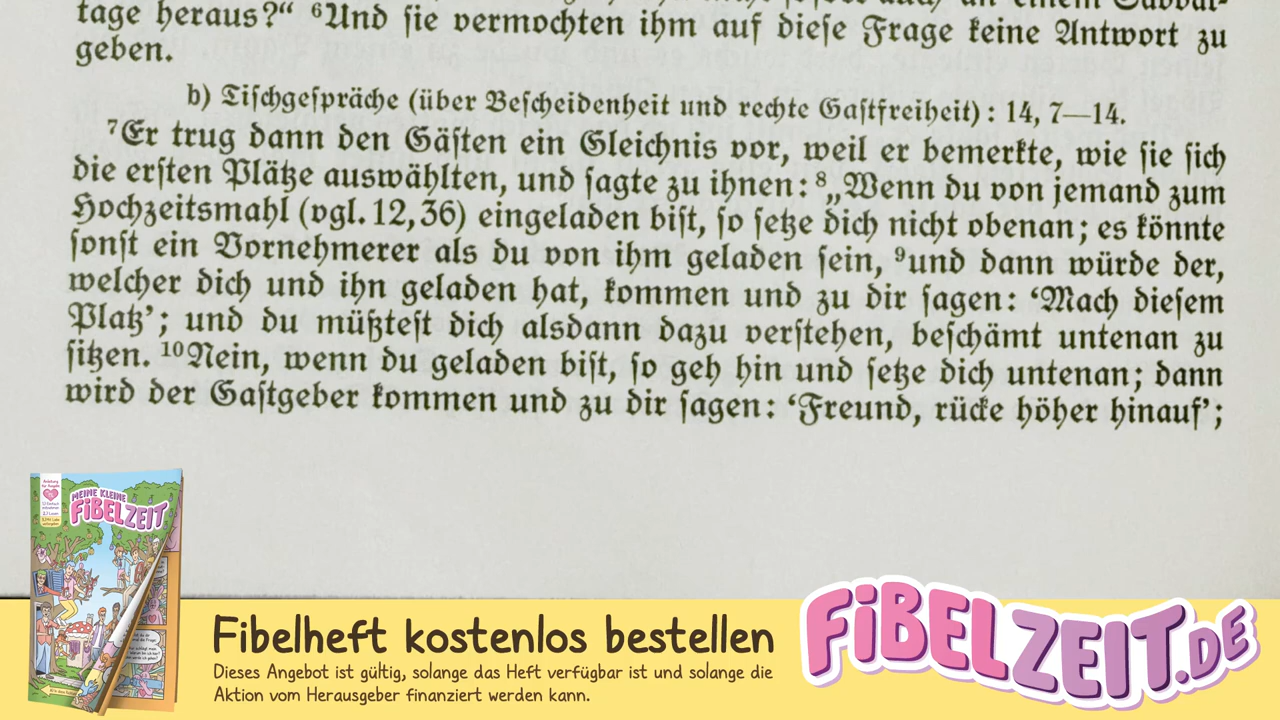 tage heraus?“ ⁶Und sie vermochten ihm auf diese Frage keine Antwort zu
geben.
b) Tischgespräche (über Bescheidenheit und rechte Gastfreiheit): 14, 7—14.
⁷Er trug dann den Gästen ein Gleichnis vor, weil er bemerkte, wie sie sich
die ersten Plätze auswählten, und sagte zu ihnen: ⁸„Wenn du von jemand zum
Hochzeitsmahl (vgl. 12, 36) eingeladen bist, so setze dich nicht obenan; es könnte
sonst ein Vornehmerer als du von ihm geladen sein, ⁹und dann würde der,
welcher dich und ihn geladen hat, kommen und zu dir sagen: ‘Mach diesem
Platz’; und du müßtest dich alsdann dazu verstehen, beschämt untenan zu
sitzen. ¹⁰Nein, wenn du geladen bist, so geh hin und setze dich untenan; dann
wird der Gastgeber kommen und zu dir sagen: ‘Freund, rücke höher hinauf’;
MEINE KLEINE
FiBELZEiT
Fibelheft kostenlos bestellen
Dieses Angebot ist gültig, solange das Heft verfügbar ist und solange die
Aktion vom Herausgeber finanziert werden kann.
FiBELZEiT.DE